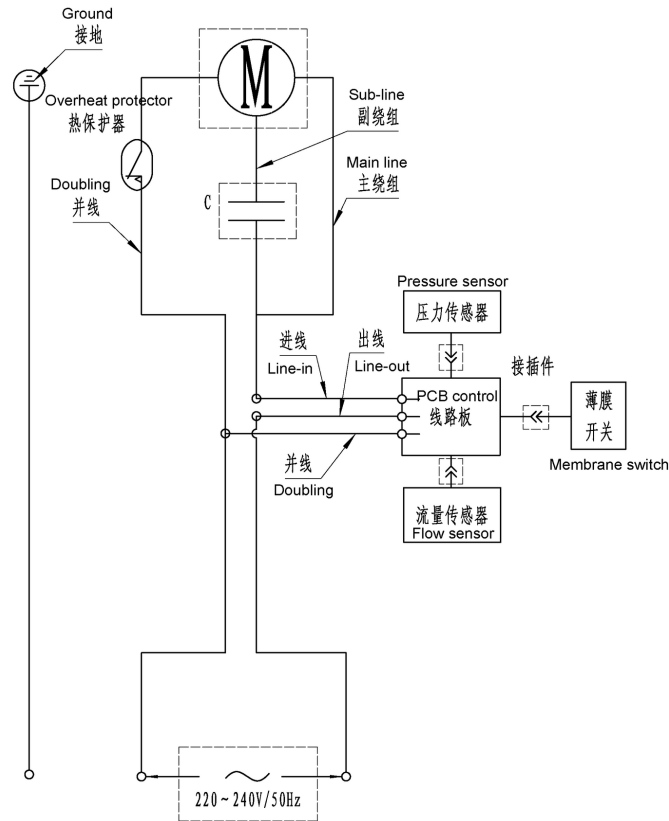 Ground
接地
Overheat protector
热保护器
M
Sub-line
副绕组
Doubling
并线
Main line
主绕组
C
Pressure sensor
压力传感器
进线
Line-in
出线
Line-out
接插件
PCB control
线路板
薄膜
开关
Membrane switch
并线
Doubling
流量传感器
Flow sensor
220~240V/50Hz